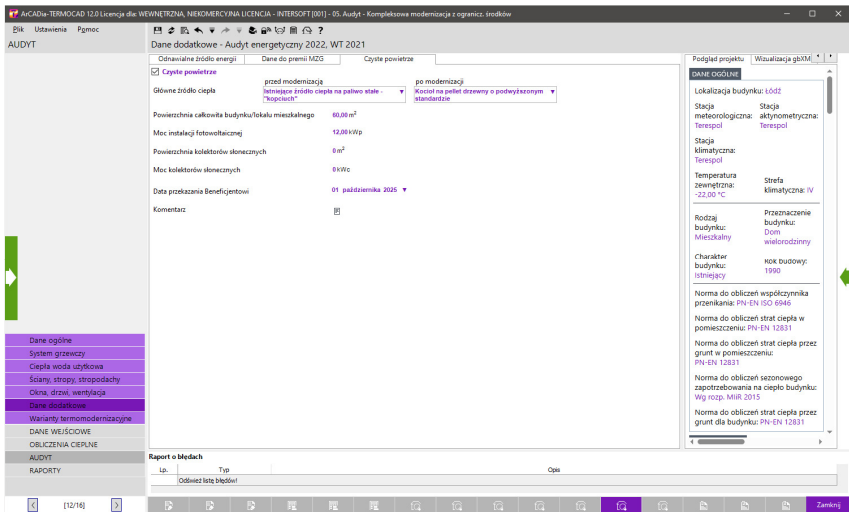 ArCADia-TERMOCAD 12.0 Licencja dla: WEWNĘTRZNA, NIEKOMERCYJNA LICENCJA - INTERSOFT [001] - 05. Audyt - Kompleksowa modernizacja z ogranicz. środków
Plik Ustawienia Pomoc
AUDYT
Dane dodatkowe - Audyt energetyczny 2022, WT 2021
Odnawialne źródło energii
Dane do premii MZG
Czyste powietrze
Czyste powietrze
przed modernizacją
po modernizacji
Główne źródło ciepła
Istniejące źródło ciepła na paliwo stałe -
"kopciuch"
Kocioł na pellet drzewny o podwyższonym
standardzie
Powierzchnia całkowita budynku/lokalu mieszkalnego 60,00 m²
Moc instalacji fotowoltaicznej 12,00 kWp
Powierzchnia kolektorów słonecznych 0 m²
Moc kolektorów słonecznych 0 kWc
Data przekazania Beneficjentowi 01 października 2025
Komentarz
Podgląd projektu
Wizualizacja gbXM
DANE OGÓLNE
Lokalizacja budynku: Łódź
Stacja
meteorologiczna:
Terespol
Stacja
aktynometryczna:
Terespol
Stacja
klimatyczna:
Terespol
Temperatura
zewnętrzna:
-22,00 °C
Strefa
klimatyczna: IV
Rodzaj
budynku:
Mieszkalny
Przeznaczenie
budynku:
Dom
wielorodzinny
Charakter
budynku:
Istniejący
Rok budowy:
1990
Norma do obliczeń współczynnika
przenikania: PN-EN ISO 6946
Norma do obliczeń strat ciepła w
pomieszczeniu: PN-EN 12831
Norma do obliczeń strat ciepła przez
grunt w pomieszczeniu:
PN-EN 12831
Norma do obliczeń sezonowego
zapotrzebowania na ciepło budynku:
Wg rozp. MIiR 2015
Norma do obliczeń strat ciepła przez
grunt dla budynku: PN-EN 12831
Dane ogólne
System grzewczy
Ciepła woda użytkowa
Ściany, stropy, stropodachy
Okna, drzwi, wentylacja
Dane dodatkowe
Warianty termomodernizacyjne
DANE WEJŚCIOWE
OBLICZENIA CIEPLNE
AUDYT
RAPORTY
Raport o błędach
Lp. Typ Opis
Odśwież listę błędów!
[12/16]
Zamknij